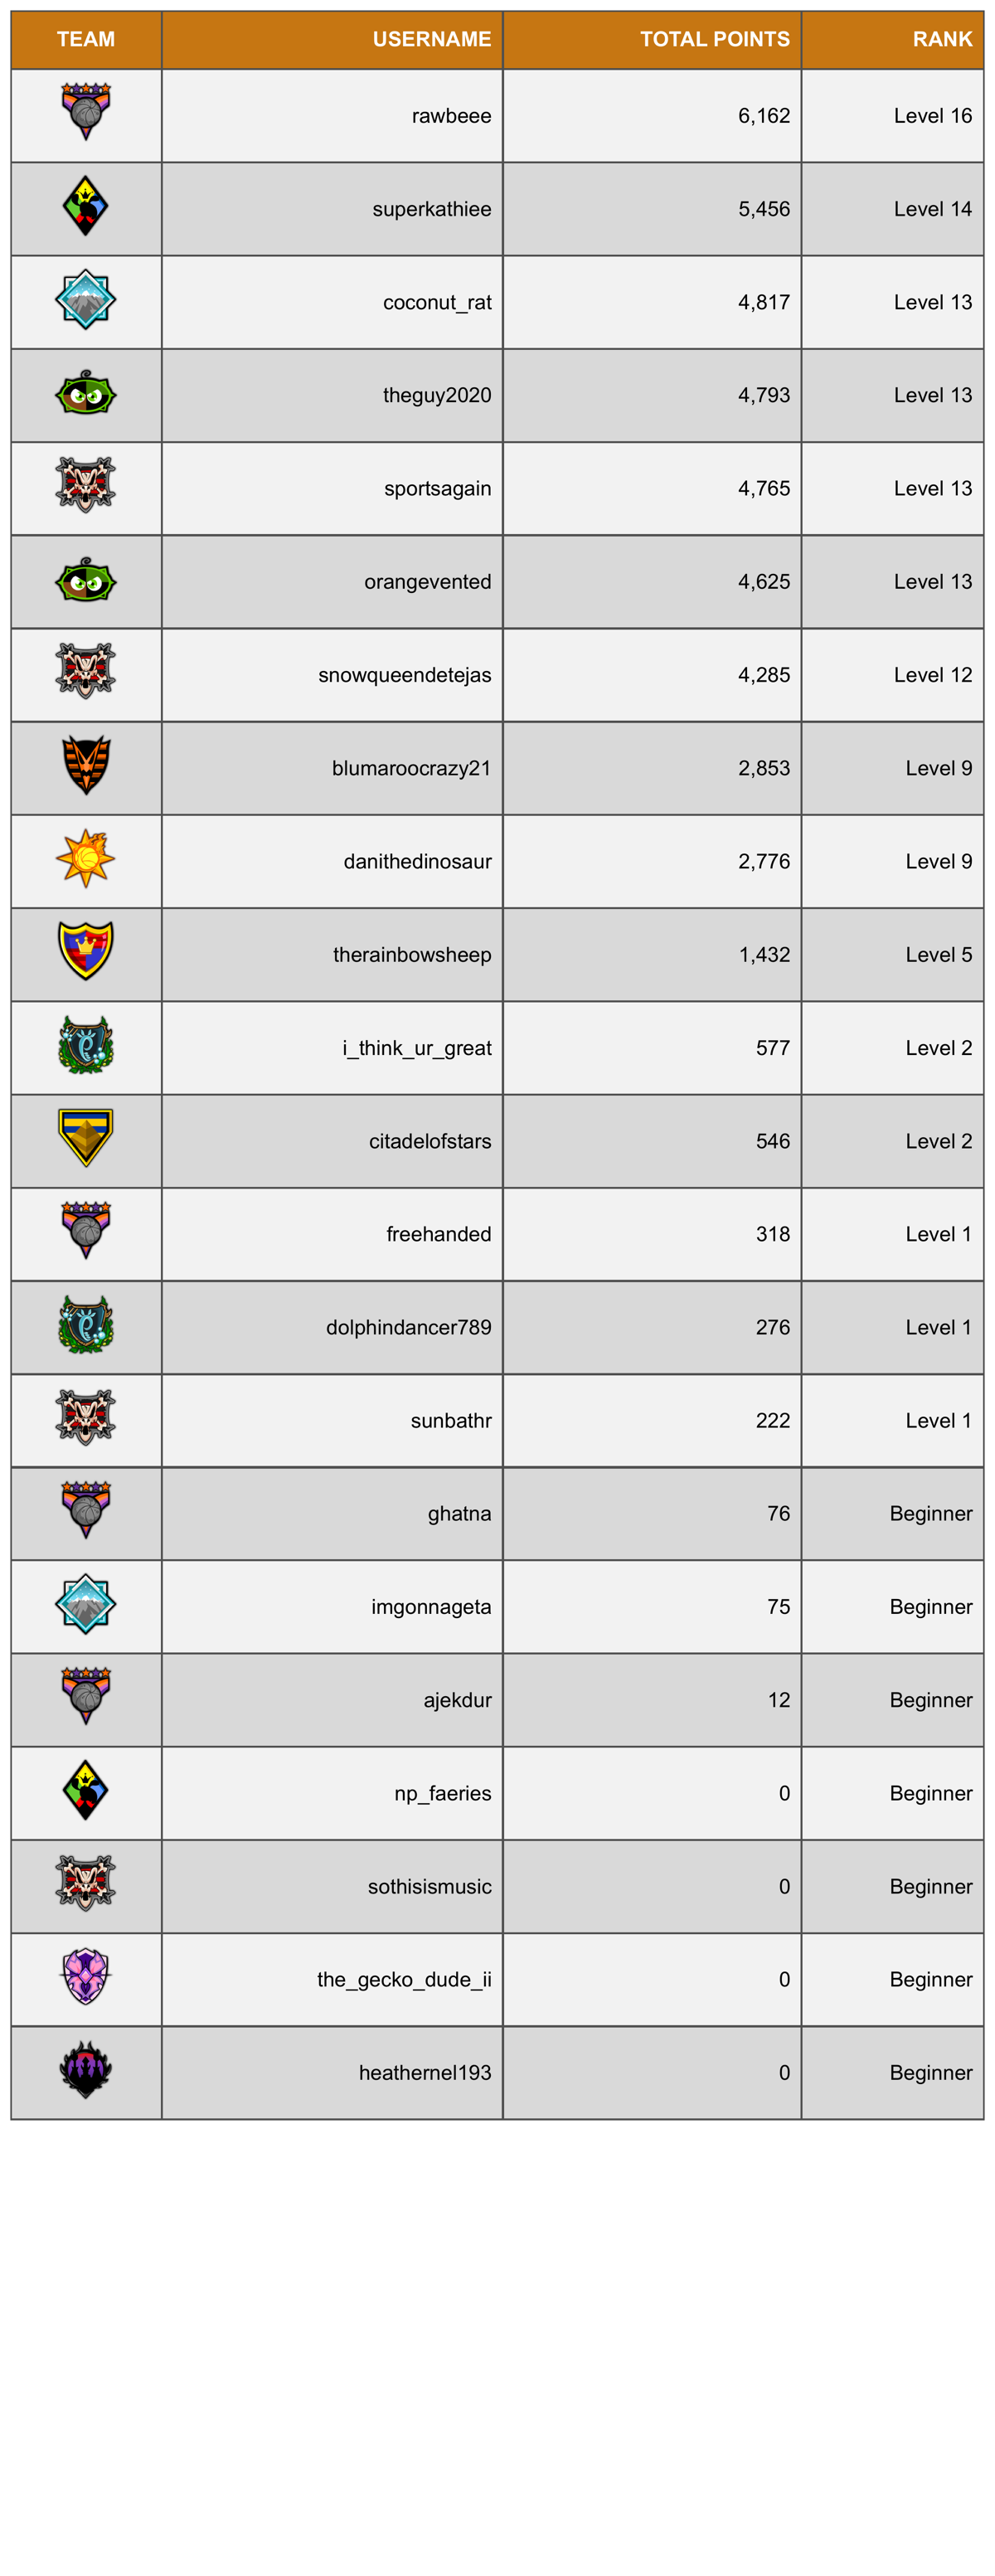 TEAM USERNAME TOTAL POINTS RANK
rawbeee 6,162 Level 16
superkathiee 5,456 Level 14
coconut_rat 4,817 Level 13
theguy2020 4,793 Level 13
sportsagain 4,765 Level 13
orangevented 4,625 Level 13
snowqueendetejas 4,285 Level 12
blumaroocrazy21 2,853 Level 9
danithedinosaur 2,776 Level 9
therainbowsheep 1,432 Level 5
i_think_ur_great 577 Level 2
citadelofstars 546 Level 2
freehanded 318 Level 1
dolphindancer789 276 Level 1
sunbathr 222 Level 1
ghatna 76 Beginner
imgonnageta 75 Beginner
ajekdur 12 Beginner
np_faeries 0 Beginner
sothisismusic 0 Beginner
the_gecko_dude_ii 0 Beginner
heathernel193 0 Beginner